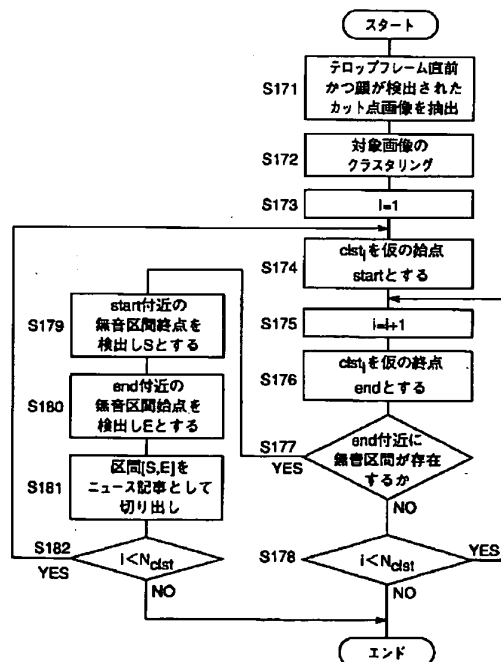 スタート
S171
テロップフレーム直前
かつ顔が検出された
カット点画像を抽出
S172
対象画像の
クラスタリング
S173
i=1
S174
clstiを仮の始点
startとする
S175
i=i+1
S176
clstiを仮の終点
endとする
S177
YES
end付近に
無音区間が存在
するか
NO
S178
i<Nclst
YES
NO
S179
start付近の
無音区間終点を
検出しSとする
S180
end付近の
無音区間始点を
検出しEとする
S181
区間[S,E]を
ニュース記事として
切り出し
S182
i<Nclst
YES
NO
エンド